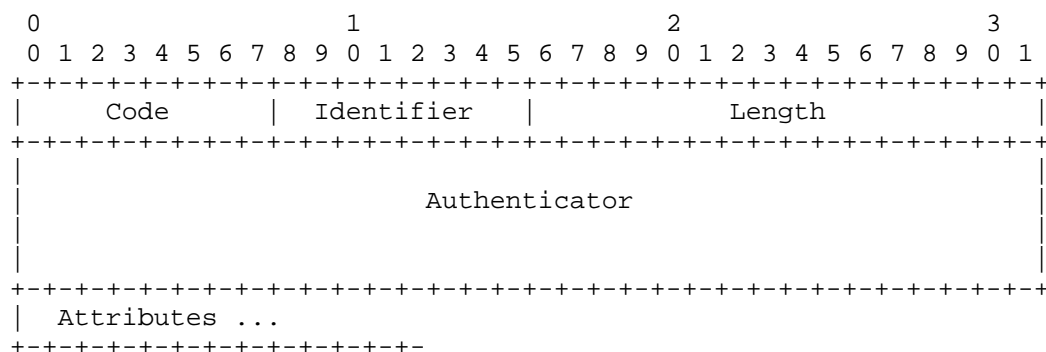 0                   1                   2                   3
 0 1 2 3 4 5 6 7 8 9 0 1 2 3 4 5 6 7 8 9 0 1 2 3 4 5 6 7 8 9 0 1
+-+-+-+-+-+-+-+-+-+-+-+-+-+-+-+-+-+-+-+-+-+-+-+-+-+-+-+-+-+-+-+-+
|     Code      |  Identifier   |            Length             |
+-+-+-+-+-+-+-+-+-+-+-+-+-+-+-+-+-+-+-+-+-+-+-+-+-+-+-+-+-+-+-+-+
|                                                               |
|                         Authenticator                         |
|                                                               |
|                                                               |
+-+-+-+-+-+-+-+-+-+-+-+-+-+-+-+-+-+-+-+-+-+-+-+-+-+-+-+-+-+-+-+-+
|  Attributes ...
+-+-+-+-+-+-+-+-+-+-+-+-+-